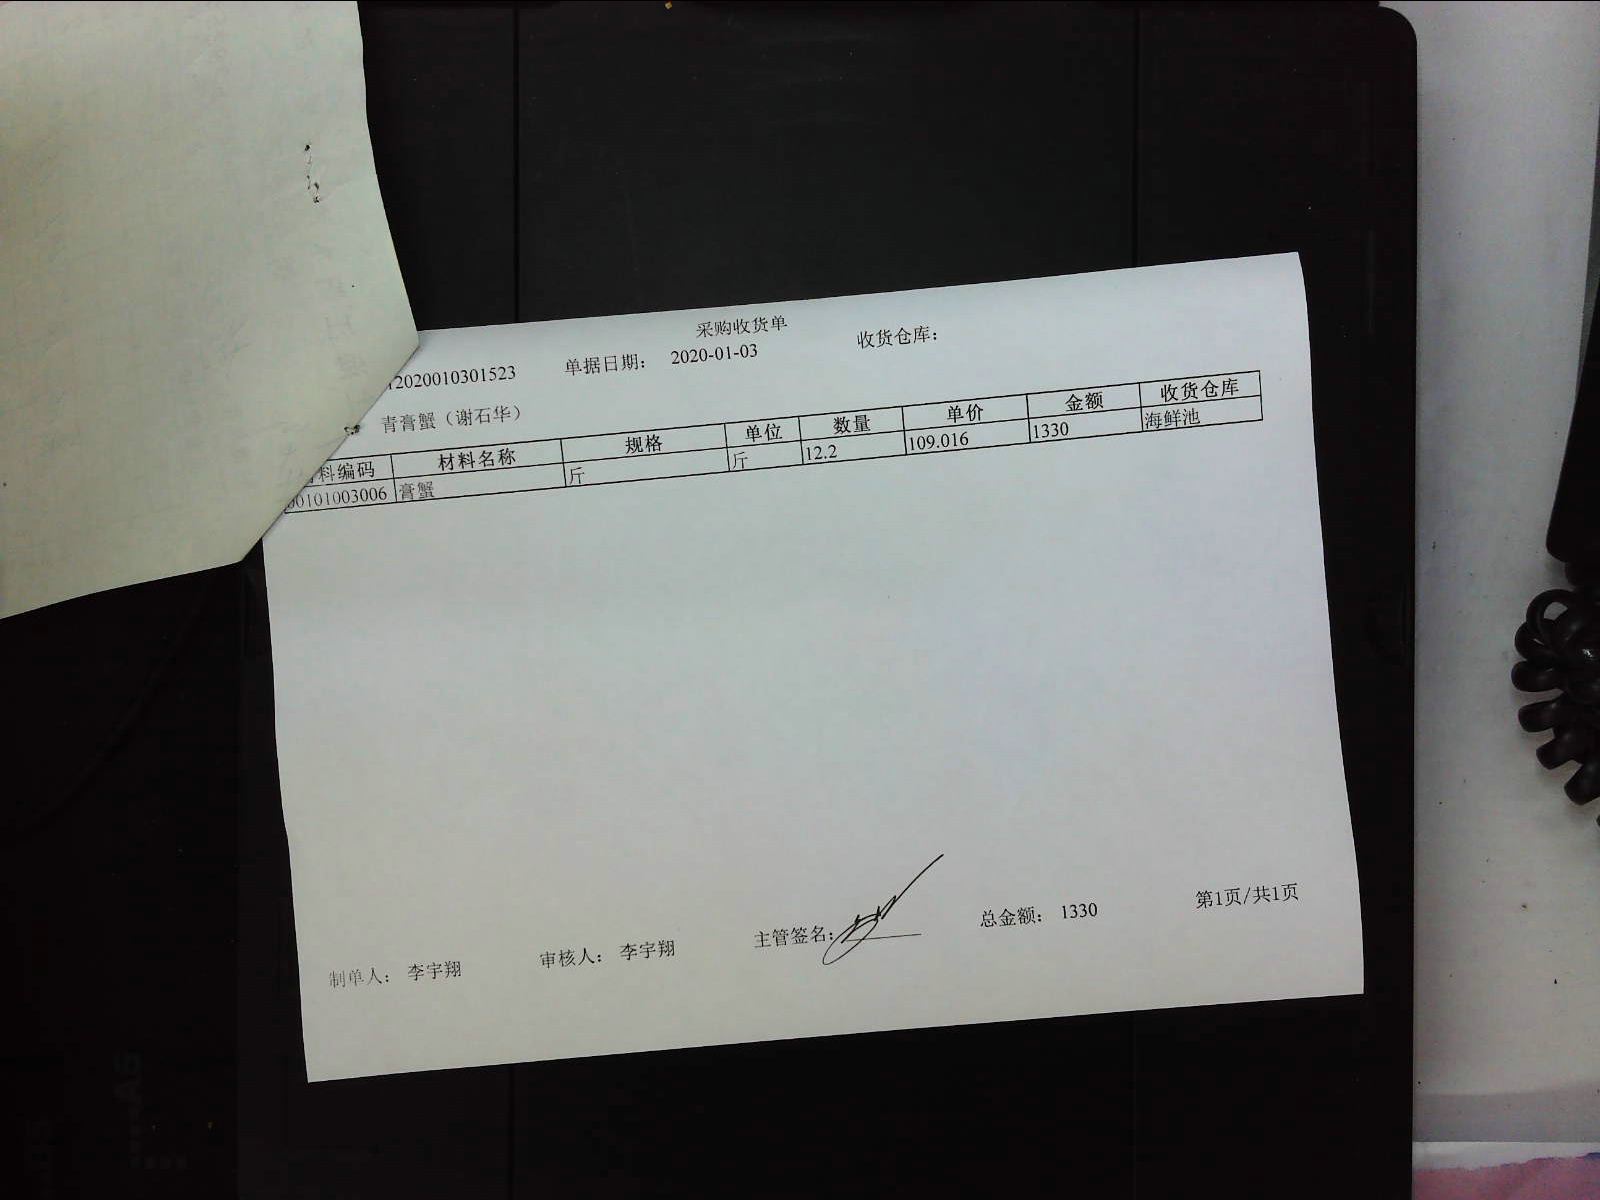 采购收货单
2020010301523 单据日期: 2020-01-03 收货仓库:
青膏蟹(谢石华)
料编码 材料名称 规格 单位 数量 单价 金额 收货仓库
00101003006 膏蟹 斤 斤 12.2 109.016 1330 海鲜池
制单人: 李宇翔 审核人: 李宇翔 主管签名: 总金额: 1330 第1页/共1页